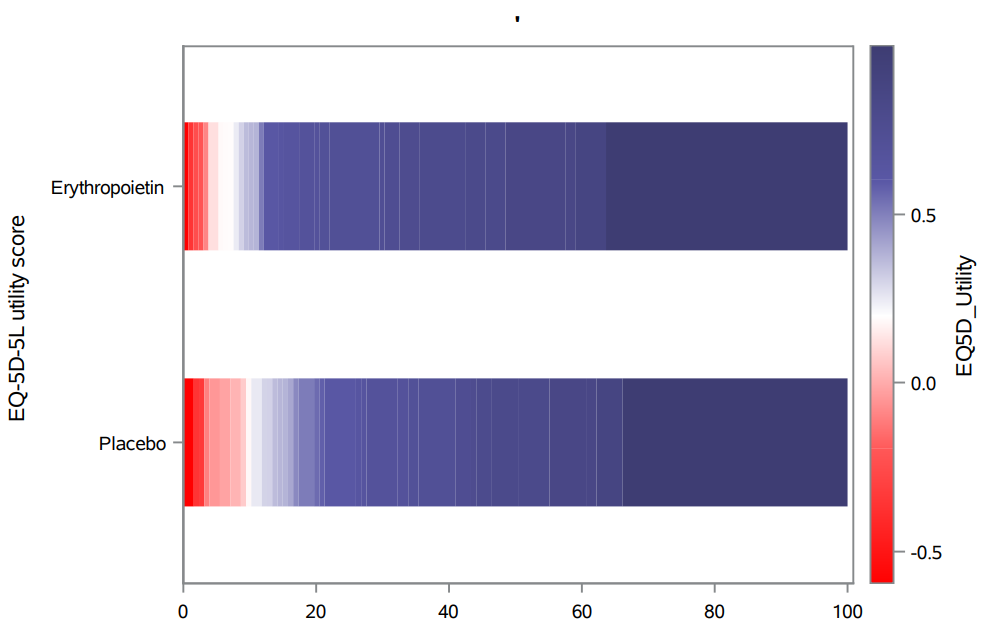 '
EQ-5D-5L utility score
Erythropoietin
Placebo
0 20 40 60 80 100
0.5
0.0
-0.5
EQ5D_Utility